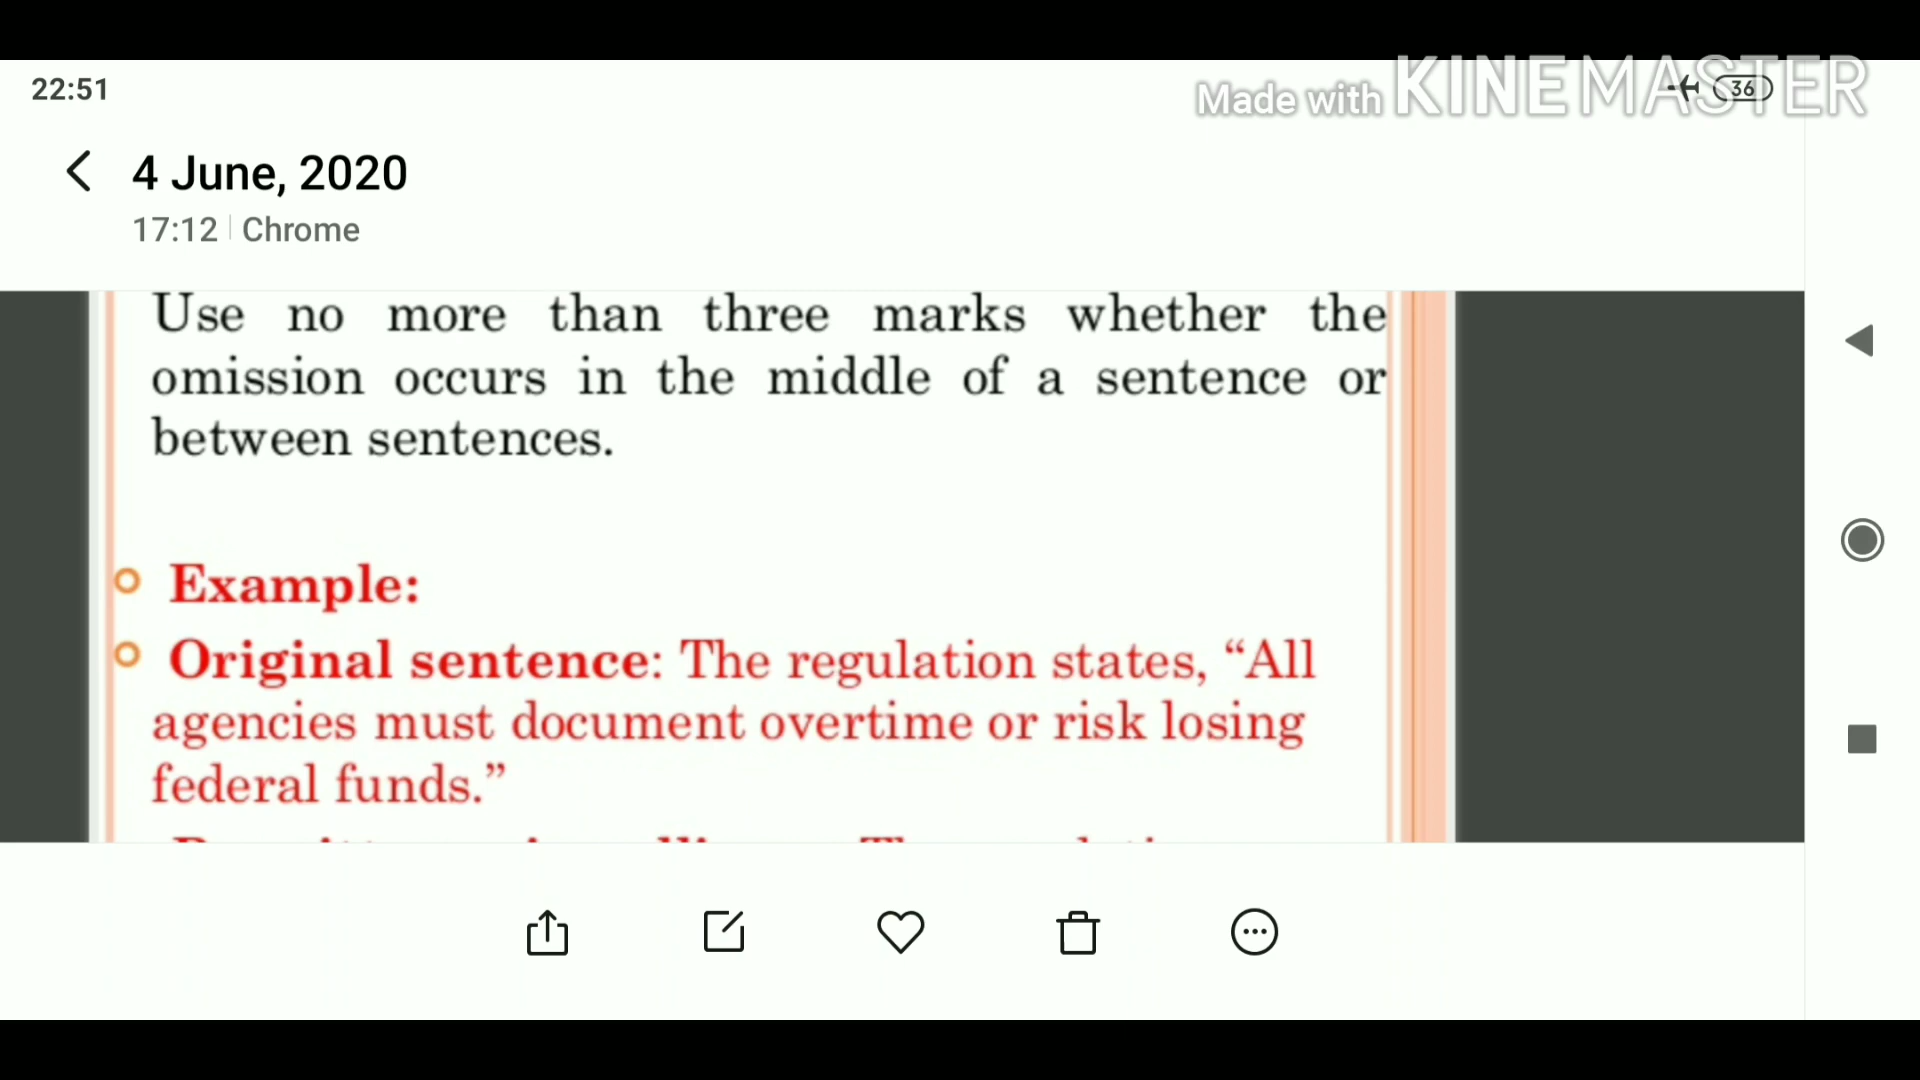 22:51
Made with KINEMASTER
36
4 June, 2020
17:12 | Chrome
Use no more than three marks whether the
omission occurs in the middle of a sentence or
between sentences.
Example:
Original sentence: The regulation states, “All
agencies must document overtime or risk losing
federal funds.”